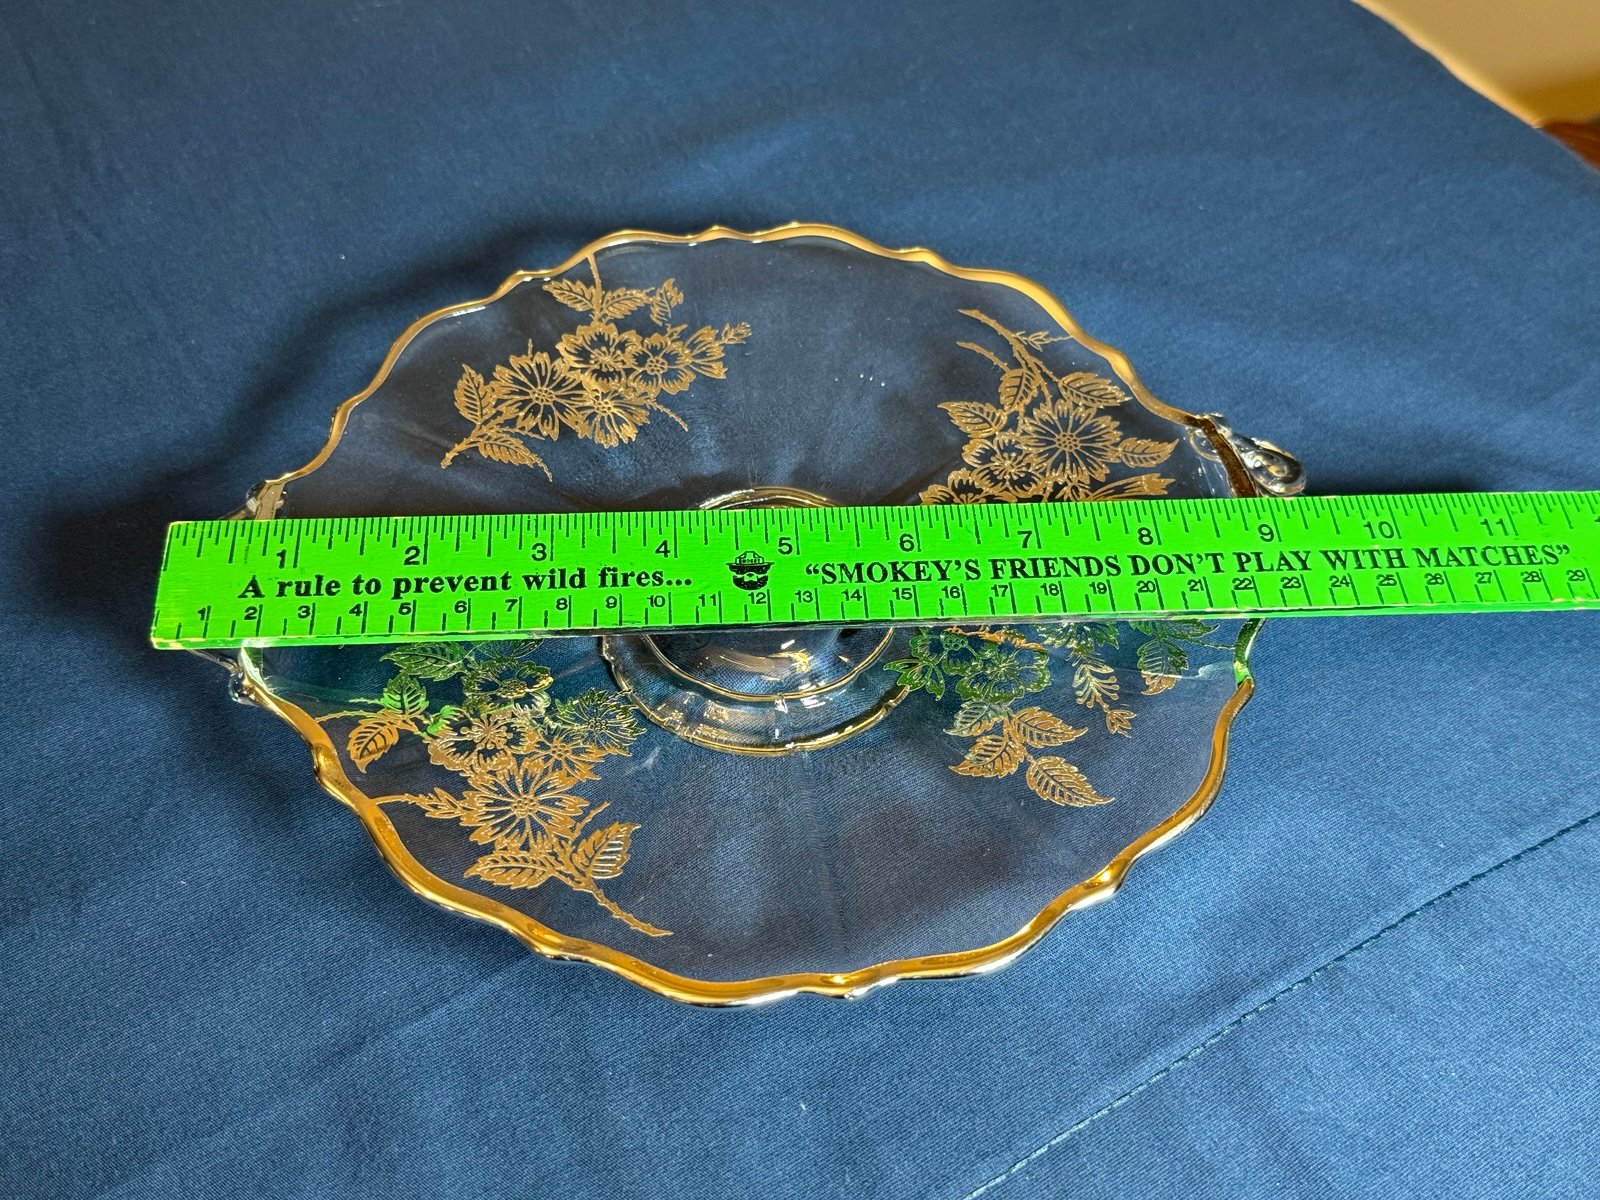 1 2 3 4 5 6 7 8 9 10 11
A rule to prevent wild fires... “SMOKEY’S FRIENDS DON’T PLAY WITH MATCHES”
1 2 3 4 5 6 7 8 9 10 11 12 13 14 15 16 17 18 19 20 21 22 23 24 25 26 27 28 29